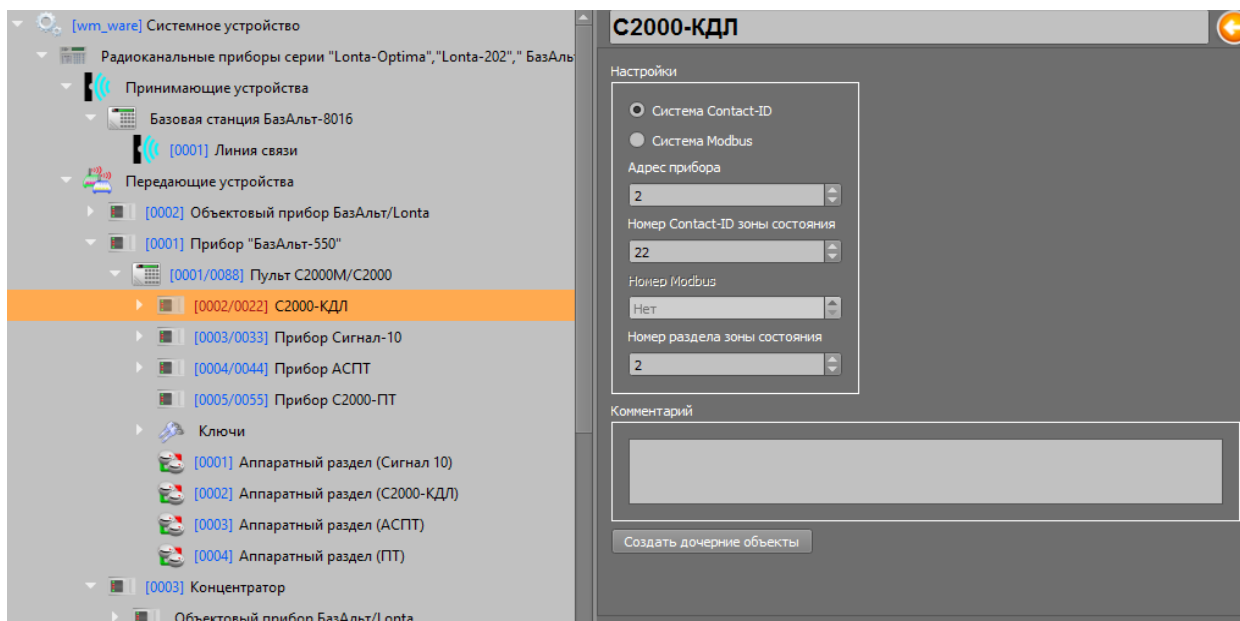 [wm_ware] Системное устройство
Радиоканальные приборы серии "Lonta-Optima","Lonta-202"," БазАль
Принимающие устройства
Базовая станция БазАльт-8016
[0001] Линия связи
Передающие устройства
[0002] Объектовый прибор БазАльт/Lonta
[0001] Прибор "БазАльт-550"
[0001/0088] Пульт С2000М/С2000
[0002/0022] С2000-КДЛ
[0003/0033] Прибор Сигнал-10
[0004/0044] Прибор АСПТ
[0005/0055] Прибор С2000-ПТ
Ключи
[0001] Аппаратный раздел (Сигнал 10)
[0002] Аппаратный раздел (С2000-КДЛ)
[0003] Аппаратный раздел (АСПТ)
[0004] Аппаратный раздел (ПТ)
[0003] Концентратор
Объектовый прибор БазАльт/Lonta
С2000-КДЛ
Настройки
Система Contact-ID
Система Modbus
Адрес прибора
2
Номер Contact-ID зоны состояния
22
Номер Modbus
Нет
Номер раздела зоны состояния
2
Комментарий
Создать дочерние объекты